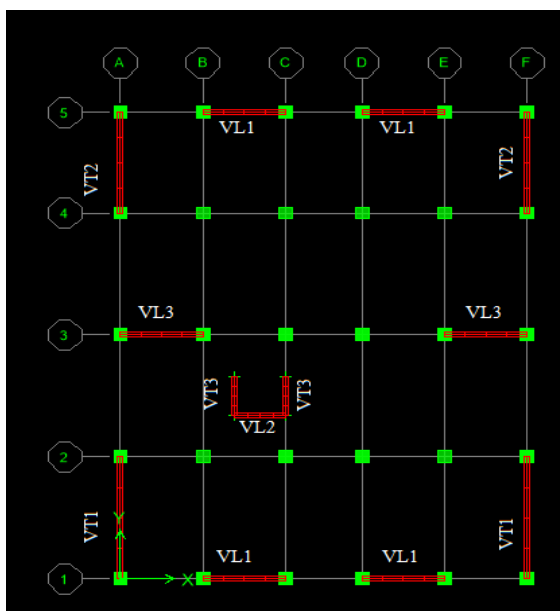 A B C D E F
5
VL1 VL1
VT2 VT2
4
VL3 VL3
3
VT3 VT3
VL2
2
VT1 Y VT1
VL1 VL1
1 X